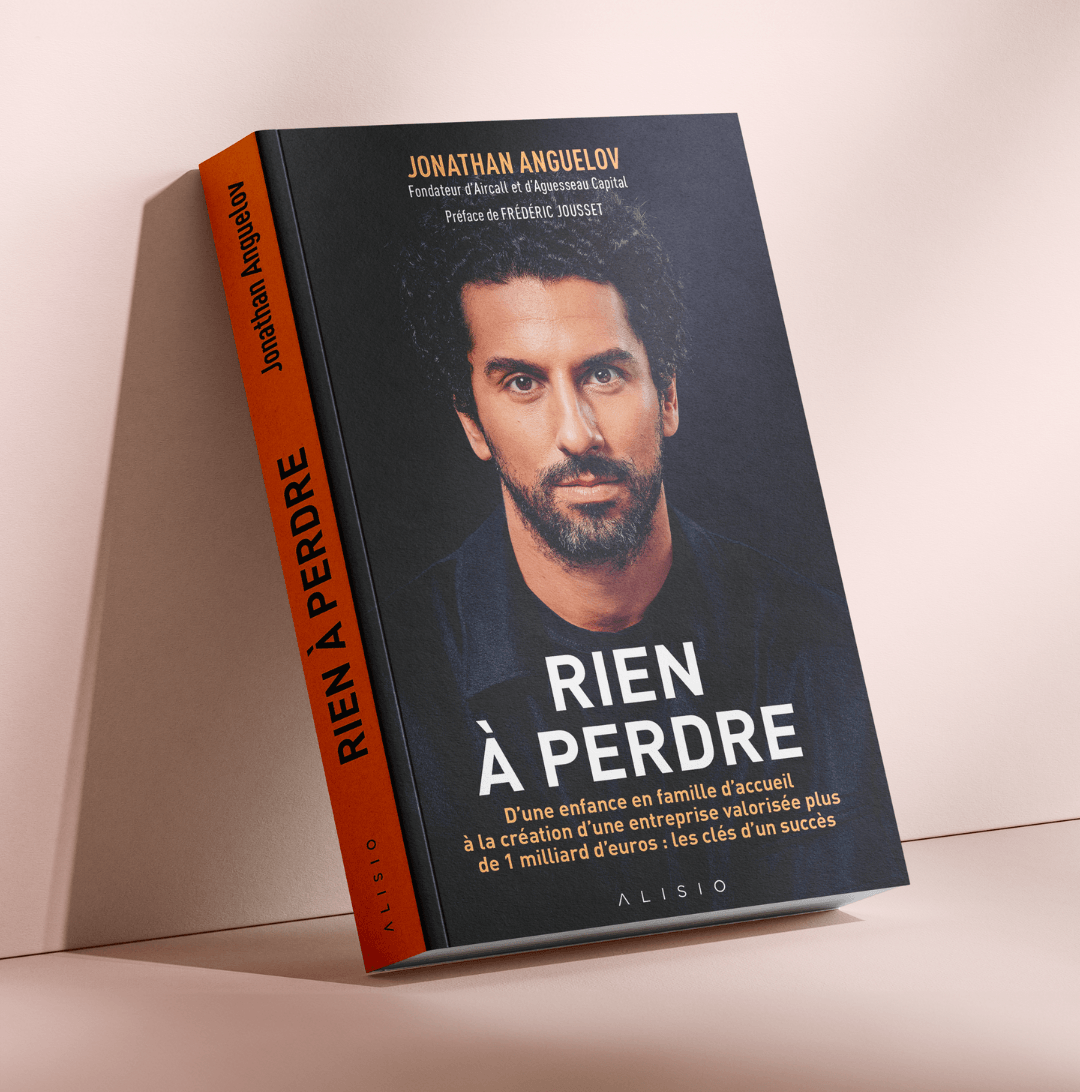 Jonathan Anguelov
RIEN À PERDRE
ALISIO
JONATHAN ANGUELOV
Fondateur d'Aircall et d'Aguesseau Capital
Préface de FRÉDÉRIC JOUSSET
RIEN
À PERDRE
D'une enfance en famille d'accueil
à la création d'une entreprise valorisée plus
de 1 milliard d'euros : les clés d'un succès
ALISIO